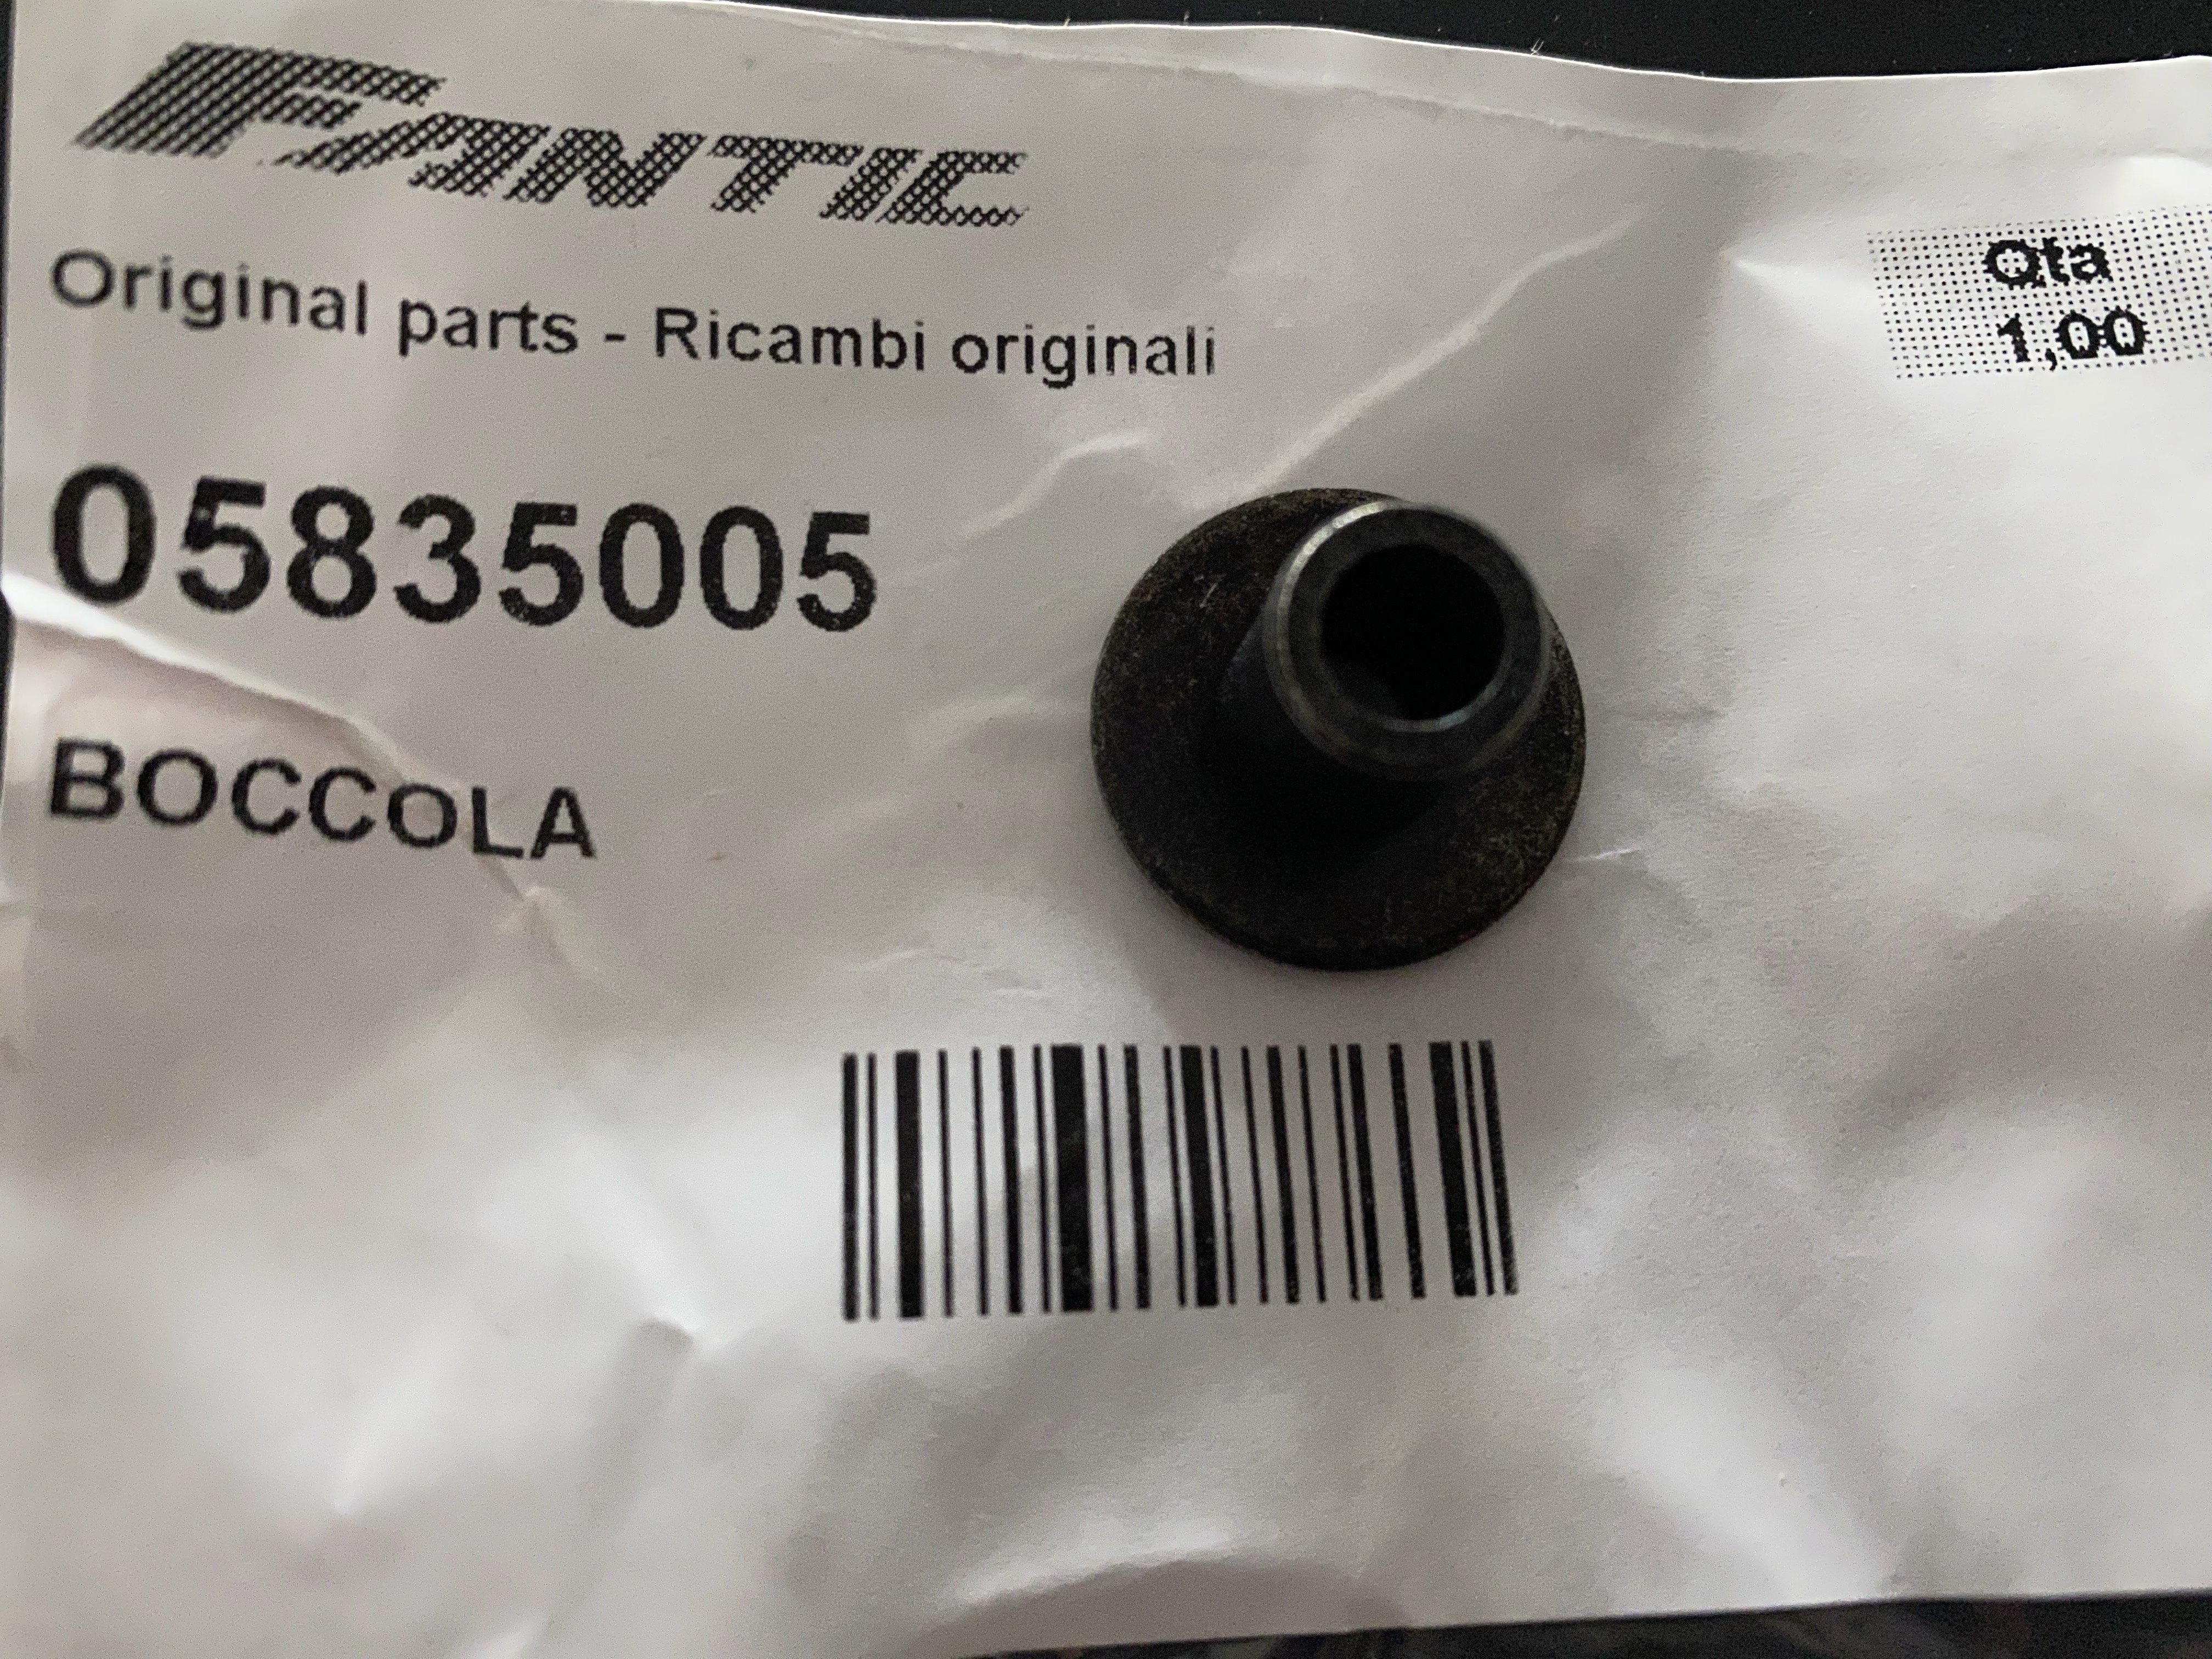 FANTIC
Original parts - Ricambi originali
Qta
1,00
05835005
BOCCOLA